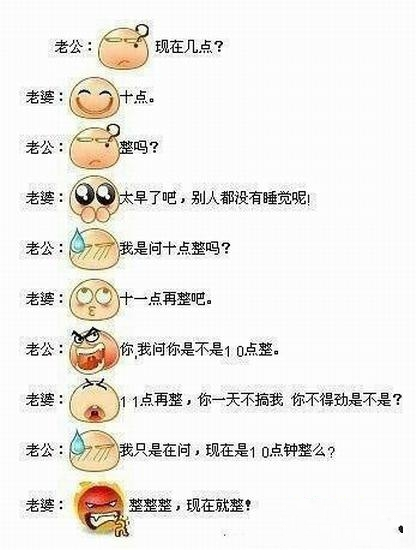 老公： 现在几点？
老婆： 十点。
老公： 整吗？
老婆： 太早了吧，别人都没有睡觉呢!
老公： 我是问十点整吗？
老婆： 十一点再整吧。
老公： 你,我问你是不是10点整。
老婆： 11点再整，你一天不搞我 你不得劲是不是？
老公： 我只是在问，现在是10点钟整么?
老婆： 整整整，现在就整!